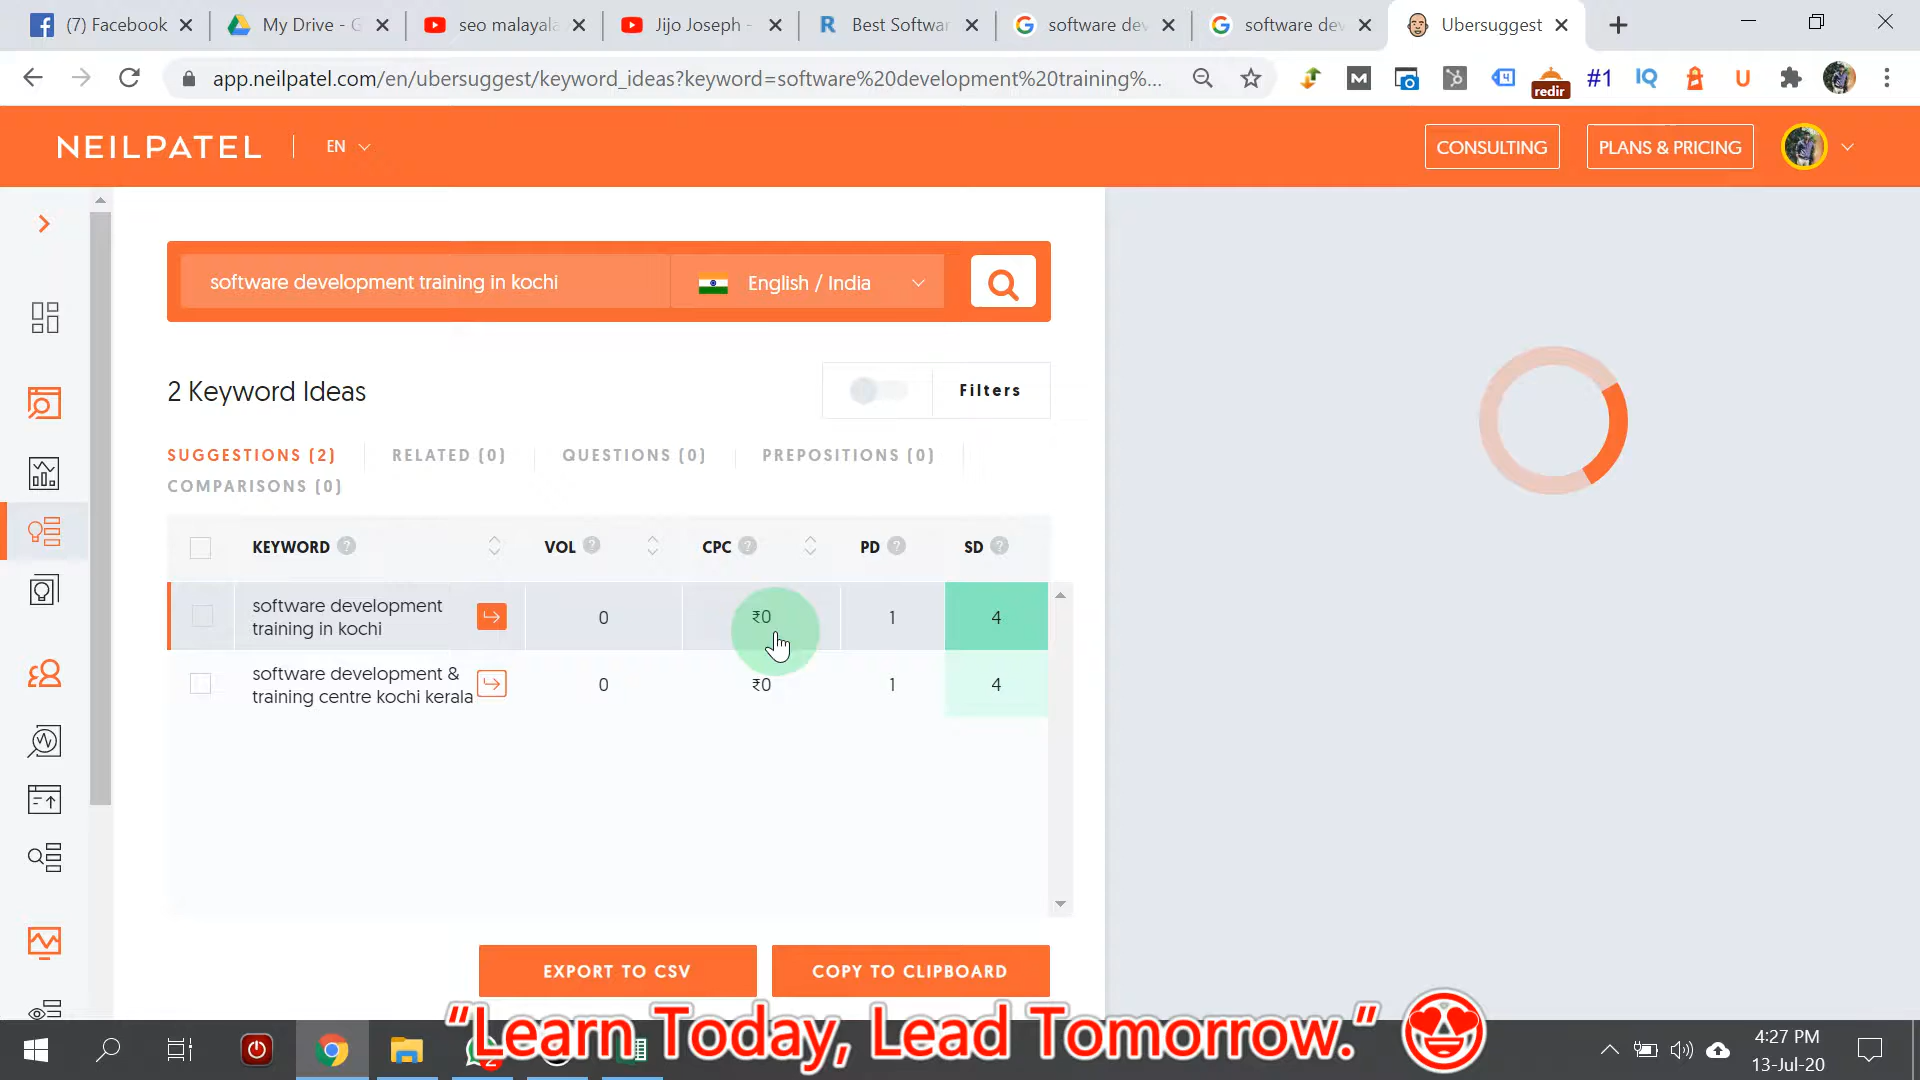 (7) Facebook
My Drive - G
seo malayala
Jijo Joseph -
Best Softwar
software dev
software dev
Ubersuggest
app.neilpatel.com/en/ubersuggest/keyword_ideas?keyword=software%20development%20training%...
redir
#1
IQ
U
M
4
NEILPATEL
EN
CONSULTING
PLANS & PRICING
software development training in kochi
English / India
2 Keyword Ideas
Filters
SUGGESTIONS (2)
RELATED (0)
QUESTIONS (0)
PREPOSITIONS (0)
COMPARISONS (0)
KEYWORD ?
VOL ?
CPC ?
PD ?
SD ?
software development
training in kochi
0
₹0
1
4
software development &
training centre kochi kerala
0
₹0
1
4
EXPORT TO CSV
COPY TO CLIPBOARD
“Learn Today, Lead Tomorrow.”
2
4:27 PM
13-Jul-20